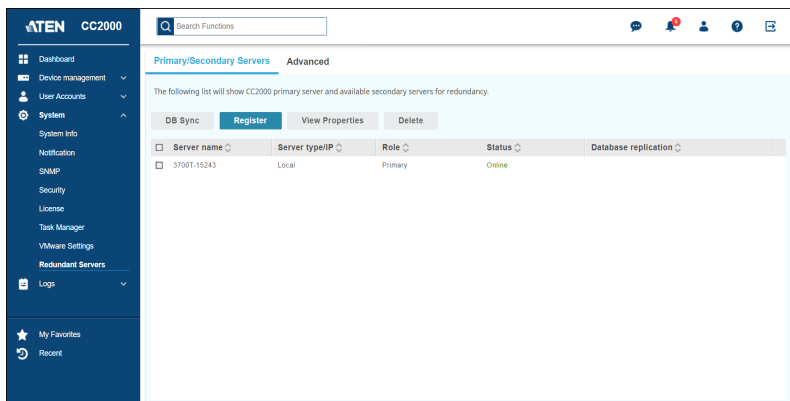 ATEN CC2000
Search Functions
5
Dashboard
Device management
User Accounts
System
System Info
Notification
SNMP
Security
License
Task Manager
VMware Settings
Redundant Servers
Logs
My Favorites
Recent
Primary/Secondary Servers Advanced
The following list will show CC2000 primary server and available secondary servers for redundancy.
DB Sync Register View Properties Delete
Server name Server type/IP Role Status Database replication
3700T-15243 Local Primary Online